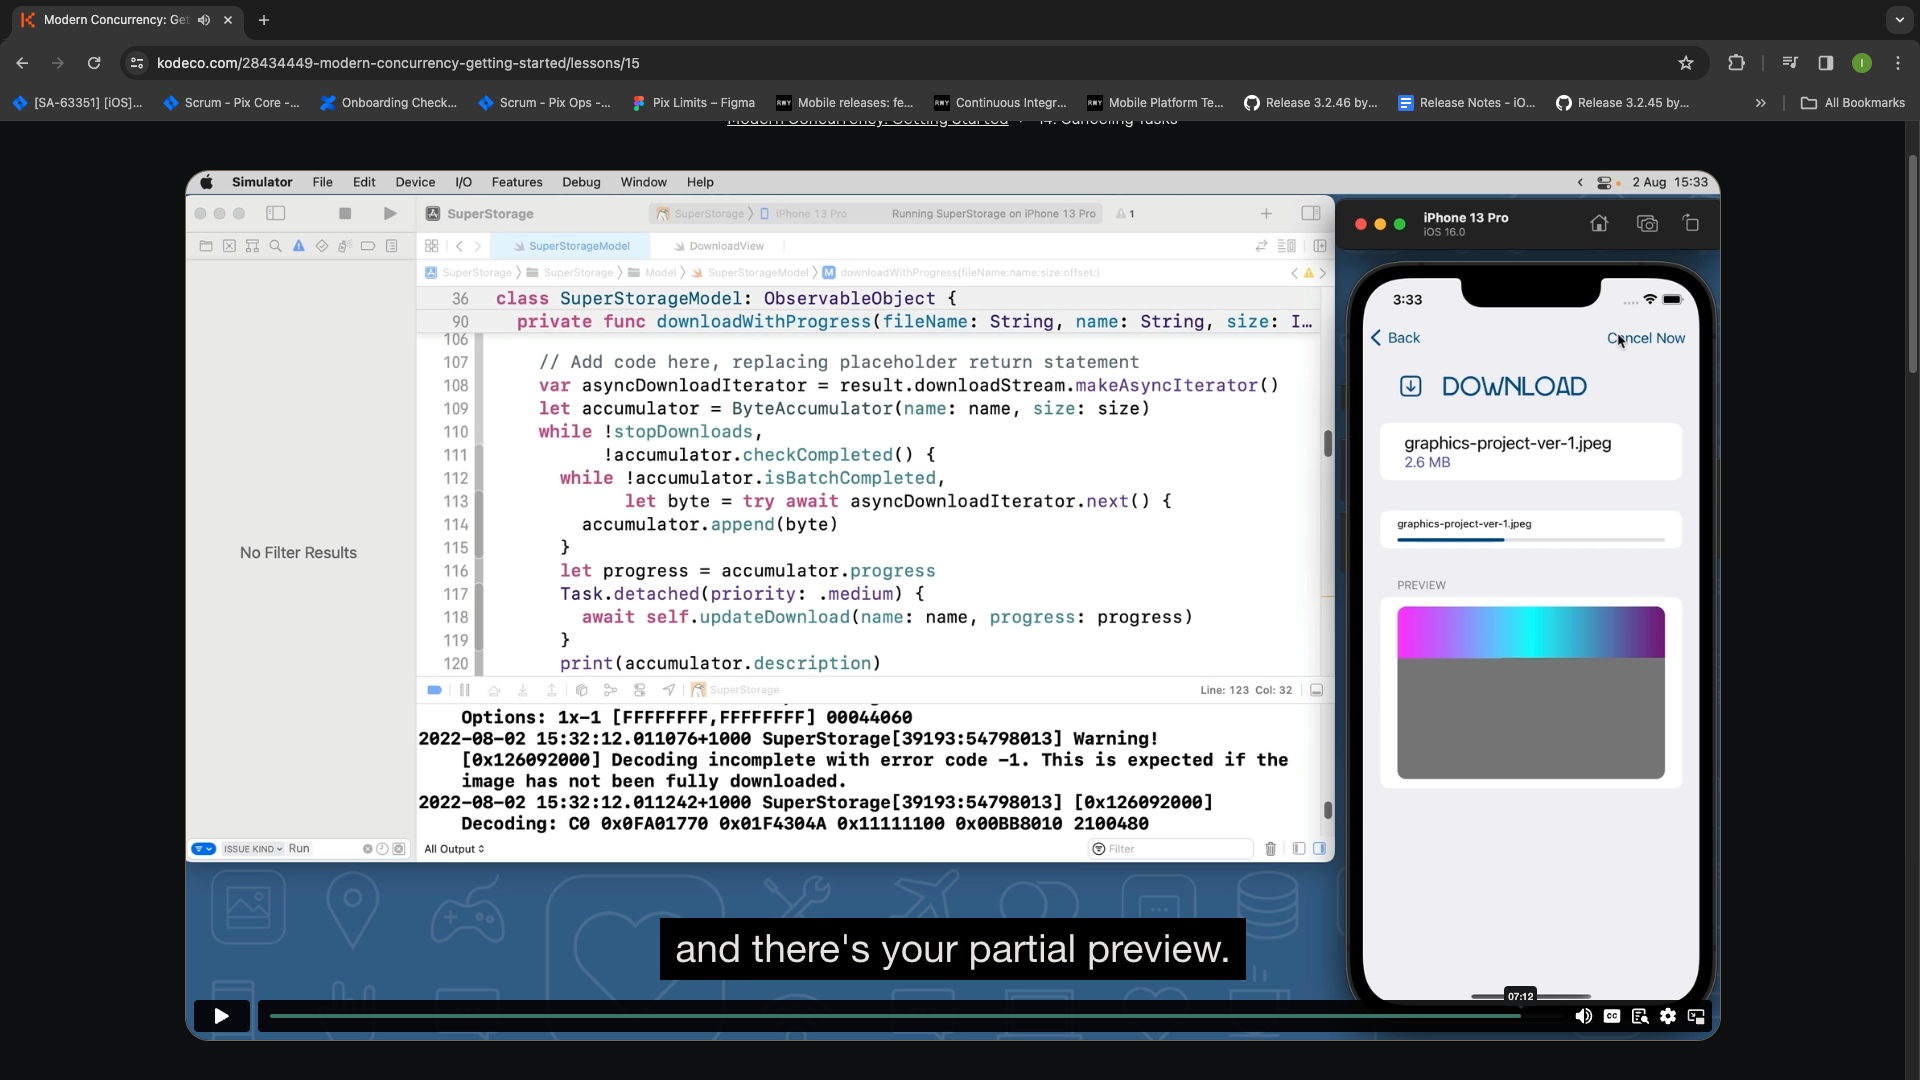 Modern Concurrency: Get
kodeco.com/28434449-modern-concurrency-getting-started/lessons/15
I
[SA-63351] [iOS]...
Scrum - Pix Core -...
Onboarding Check...
Scrum - Pix Ops -...
Pix Limits – Figma
RWY Mobile releases: fe...
RWY Continuous Integr...
RWY Mobile Platform Te...
Release 3.2.46 by...
Release Notes - iO...
Release 3.2.45 by...
All Bookmarks
Modern Concurrency: Getting Started
14. Canceling Tasks
Simulator File Edit Device I/O Features Debug Window Help
2 Aug 15:33
SuperStorage
SuperStorage
iPhone 13 Pro
Running SuperStorage on iPhone 13 Pro
1
SuperStorageModel
DownloadView
SuperStorage
SuperStorage
Model
SuperStorageModel
M downloadWithProgress(fileName:name:size:offset:)
36 class SuperStorageModel: ObservableObject {
90 private func downloadWithProgress(fileName: String, name: String, size: I…
106
107 // Add code here, replacing placeholder return statement
108 var asyncDownloadIterator = result.downloadStream.makeAsyncIterator()
109 let accumulator = ByteAccumulator(name: name, size: size)
110 while !stopDownloads,
111 !accumulator.checkCompleted() {
112 while !accumulator.isBatchCompleted,
113 let byte = try await asyncDownloadIterator.next() {
114 accumulator.append(byte)
115 }
116 let progress = accumulator.progress
117 Task.detached(priority: .medium) {
118 await self.updateDownload(name: name, progress: progress)
119 }
120 print(accumulator.description)
No Filter Results
SuperStorage
Line: 123 Col: 32
Options: 1x-1 [FFFFFFFF,FFFFFFFF] 00044060
2022-08-02 15:32:12.011076+1000 SuperStorage[39193:54798013] Warning!
[0x126092000] Decoding incomplete with error code -1. This is expected if the
image has not been fully downloaded.
2022-08-02 15:32:12.011242+1000 SuperStorage[39193:54798013] [0x126092000]
Decoding: C0 0x0FA01770 0x01F4304A 0x11111100 0x00BB8010 2100480
ISSUE KIND
Run
All Output
Filter
iPhone 13 Pro
iOS 16.0
3:33
Back
Cancel Now
DOWNLOAD
graphics-project-ver-1.jpeg
2.6 MB
graphics-project-ver-1.jpeg
PREVIEW
and there's your partial preview.
07:12
CC